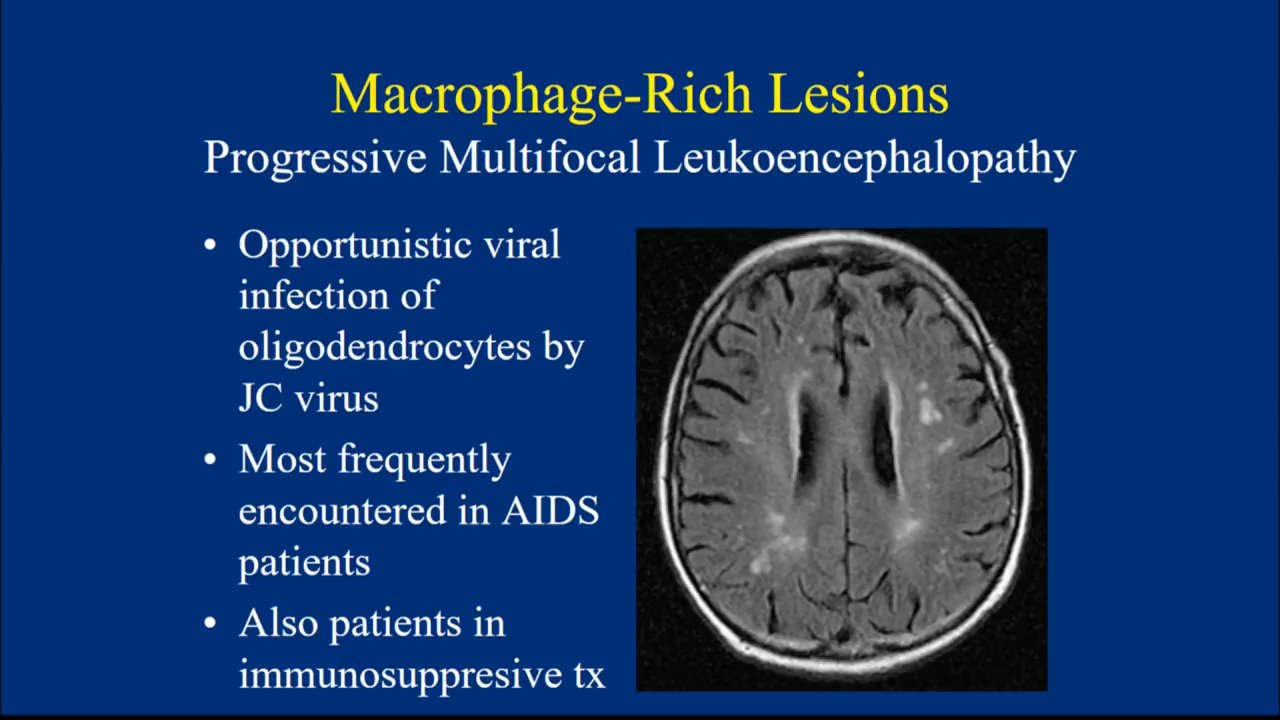 Macrophage-Rich Lesions
Progressive Multifocal Leukoencephalopathy
• Opportunistic viral
infection of
oligodendrocytes by
JC virus
• Most frequently
encountered in AIDS
patients
• Also patients in
immunosuppresive tx